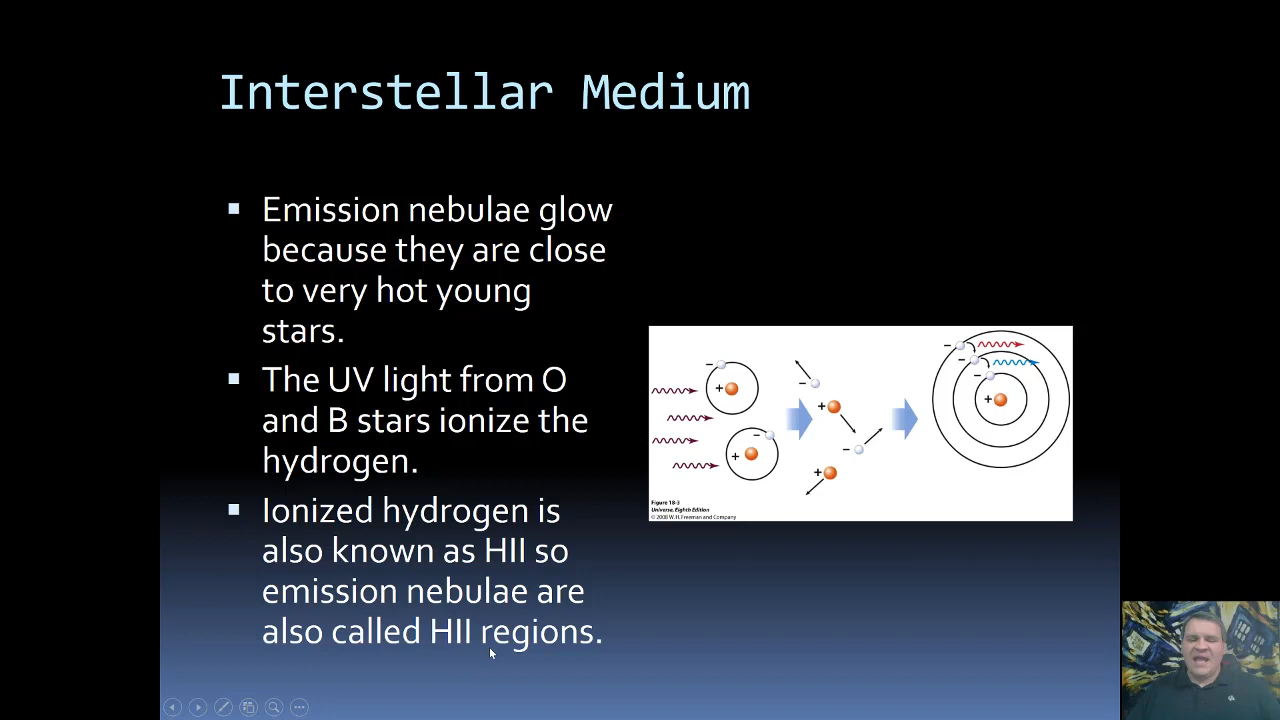 Interstellar Medium
Emission nebulae glow
because they are close
to very hot young
stars.
The UV light from O
and B stars ionize the
hydrogen.
Ionized hydrogen is
also known as HII so
emission nebulae are
also called HII regions.
Figure 18-3
Universe, Eighth Edition
© 2008 W.H. Freeman and Company